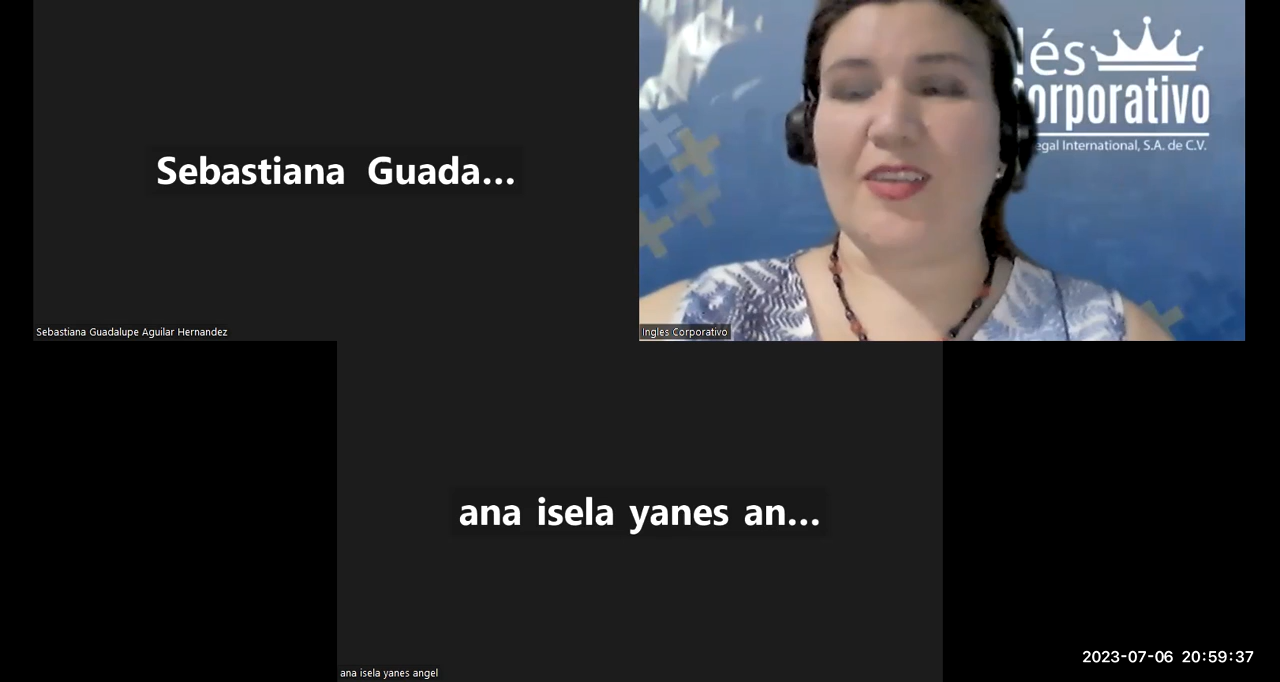 Sebastiana Guada...
Sebastiana Guadalupe Aguilar Hernandez
lés
orporativo
egal International, S.A. de C.V.
Ingles Corporativo
ana isela yanes an...
ana isela yanes angel
2023-07-06 20:59:37